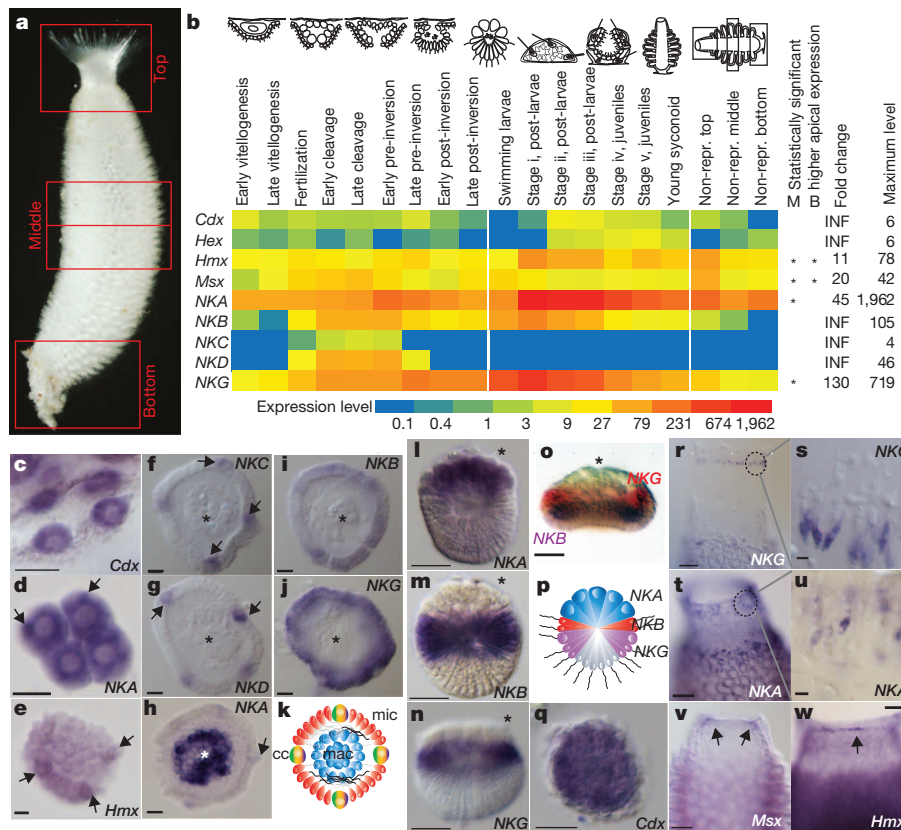 a
Top
Middle
Bottom
b
Early vitellogenesis
Late vitellogenesis
Fertilization
Early cleavage
Late cleavage
Early pre-inversion
Late pre-inversion
Early post-inversion
Late post-inversion
Swimming larvae
Stage i, post-larvae
Stage ii, post-larvae
Stage iii, post-larvae
Stage iv, juveniles
Stage v, juveniles
Young syconoid
Non-repr. top
Non-repr. middle
Non-repr. bottom
M Statistically significant
B higher apical expression
Fold change
Maximum level
Cdx INF 6
Hex INF 6
Hmx * * 11 78
Msx * * 20 42
NKA * 45 1,962
NKB INF 105
NKC INF 4
NKD INF 46
NKG * 130 719
Expression level
0.1 0.4 1 3 9 27 79 231 674 1,962
c
Cdx
d
NKA
e
Hmx
f
NKC
*
g
*
NKD
h
NKA
*
i
NKB
*
j
NKG
*
k
mic
cc
mac
l
*
NKA
m
*
NKB
n
*
NKG
o
*
NKG
NKB
p
NKA
NKB
NKG
q
Cdx
r
NKG
s
t
NKA
u
NKA
v
Msx
w
Hmx